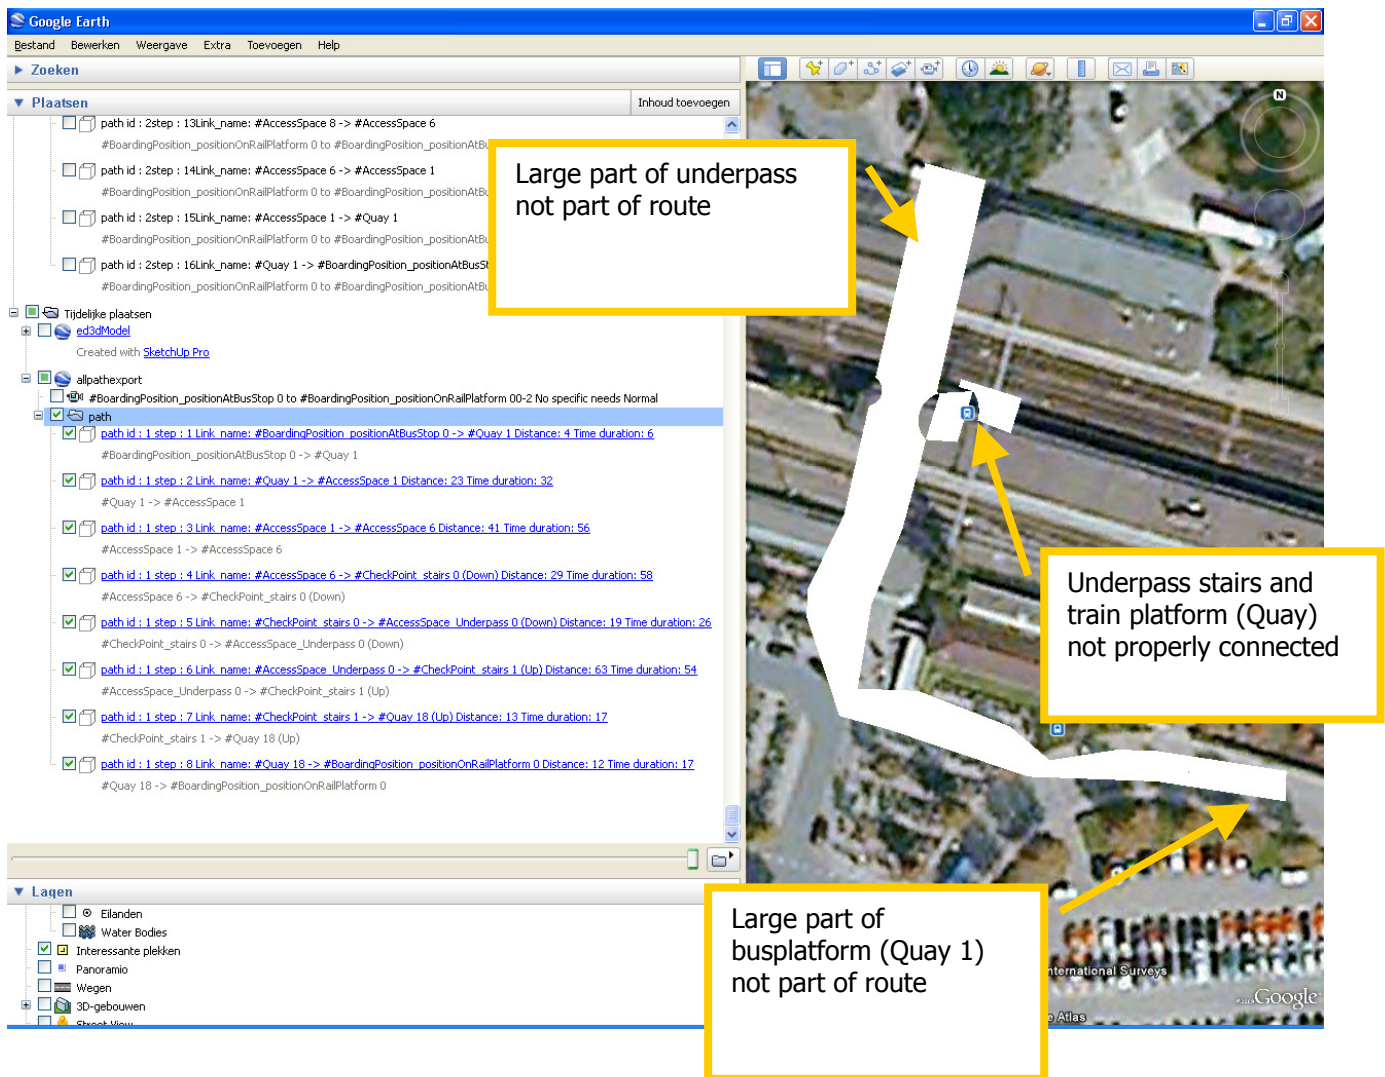 Google Earth
Bestand Bewerken Weergave Extra Toevoegen Help
Zoeken
Plaatsen
Inhoud toevoegen
path id : 2step : 13Link_name: #AccessSpace 8 -> #AccessSpace 6
#BoardingPosition_positionOnRailPlatform 0 to #BoardingPosition_positionAtBu
path id : 2step : 14Link_name: #AccessSpace 6 -> #AccessSpace 1
#BoardingPosition_positionOnRailPlatform 0 to #BoardingPosition_positionAtBu
path id : 2step : 15Link_name: #AccessSpace 1 -> #Quay 1
#BoardingPosition_positionOnRailPlatform 0 to #BoardingPosition_positionAtBu
path id : 2step : 16Link_name: #Quay 1 -> #BoardingPosition_positionAtBusSt
#BoardingPosition_positionOnRailPlatform 0 to #BoardingPosition_positionAtBu
Tijdelijke plaatsen
ed3dModel
Created with SketchUp Pro
allpathexport
#BoardingPosition_positionAtBusStop 0 to #BoardingPosition_positionOnRailPlatform 00-2 No specific needs Normal
path
path id : 1 step : 1 Link_name: #BoardingPosition_positionAtBusStop 0 -> #Quay 1 Distance: 4 Time duration: 6
#BoardingPosition_positionAtBusStop 0 -> #Quay 1
path id : 1 step : 2 Link_name: #Quay 1 -> #AccessSpace 1 Distance: 23 Time duration: 32
#Quay 1 -> #AccessSpace 1
path id : 1 step : 3 Link_name: #AccessSpace 1 -> #AccessSpace 6 Distance: 41 Time duration: 56
#AccessSpace 1 -> #AccessSpace 6
path id : 1 step : 4 Link_name: #AccessSpace 6 -> #CheckPoint_stairs 0 (Down) Distance: 29 Time duration: 58
#AccessSpace 6 -> #CheckPoint_stairs 0 (Down)
path id : 1 step : 5 Link_name: #CheckPoint_stairs 0 -> #AccessSpace_Underpass 0 (Down) Distance: 19 Time duration: 26
#CheckPoint_stairs 0 -> #AccessSpace_Underpass 0 (Down)
path id : 1 step : 6 Link_name: #AccessSpace_Underpass 0 -> #CheckPoint_stairs 1 (Up) Distance: 63 Time duration: 54
#AccessSpace_Underpass 0 -> #CheckPoint_stairs 1 (Up)
path id : 1 step : 7 Link_name: #CheckPoint_stairs 1 -> #Quay 18 (Up) Distance: 13 Time duration: 17
#CheckPoint_stairs 1 -> #Quay 18 (Up)
path id : 1 step : 8 Link_name: #Quay 18 -> #BoardingPosition_positionOnRailPlatform 0 Distance: 12 Time duration: 17
#Quay 18 -> #BoardingPosition_positionOnRailPlatform 0
Lagen
Eilanden
Water Bodies
Interessante plekken
Panoramio
Wegen
3D-gebouwen
Street View
Large part of underpass
not part of route
N
Underpass stairs and
train platform (Quay)
not properly connected
Large part of
busplatform (Quay 1)
not part of route
nternational Surveys
Google
e Atlas